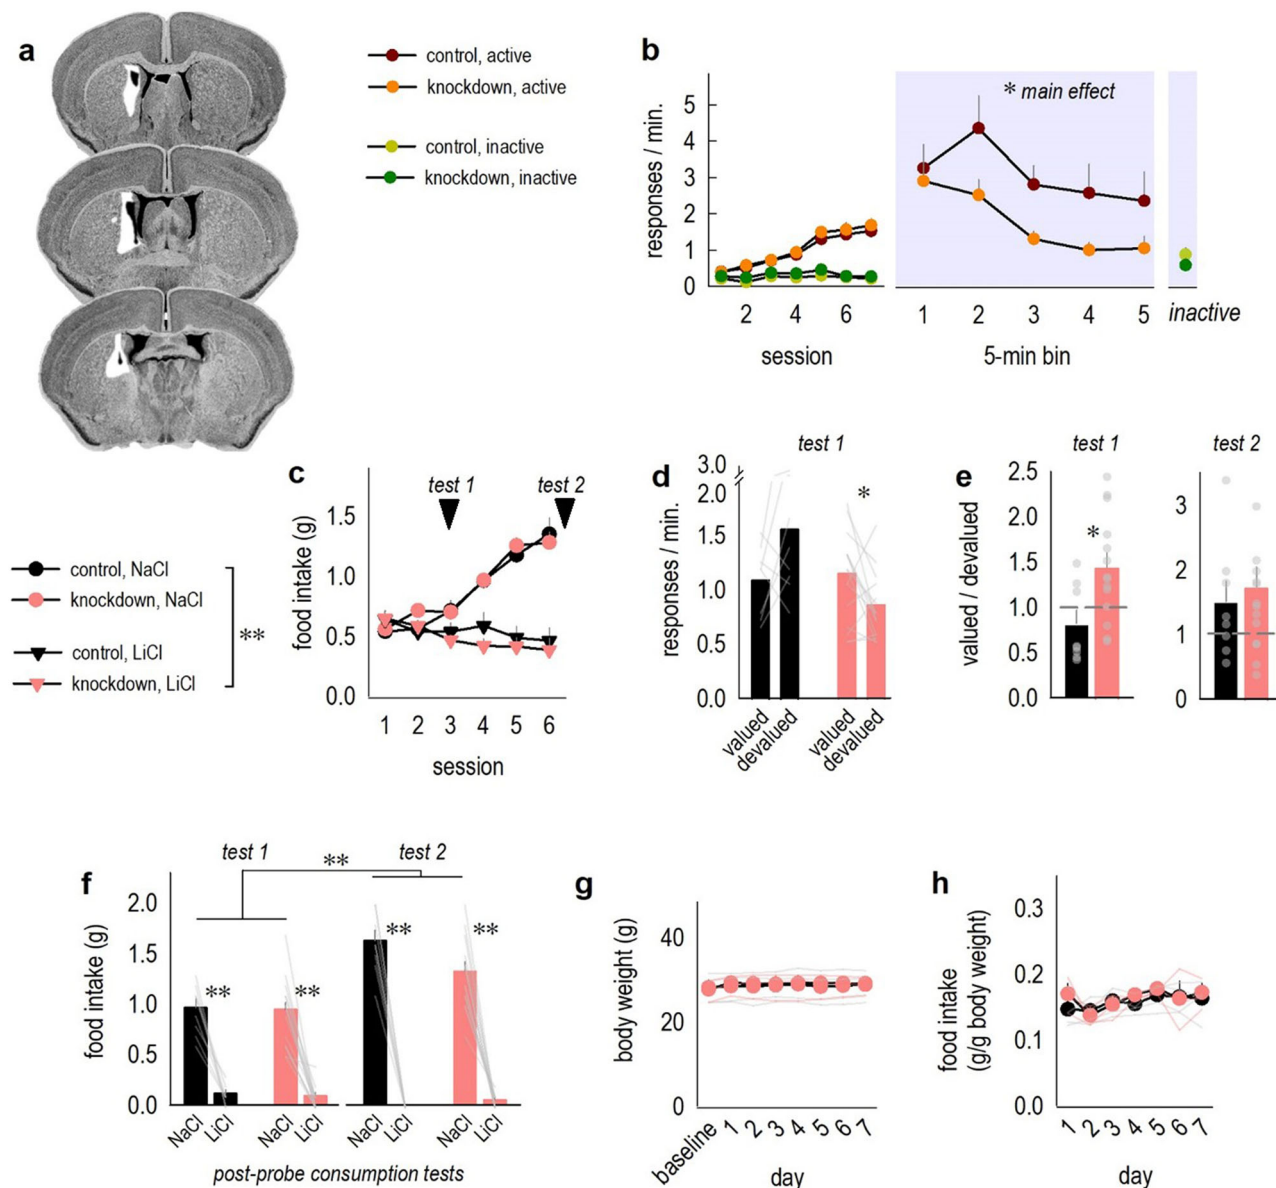 a
control, active
knockdown, active
control, inactive
knockdown, inactive
b
responses / min.
5
4
3
2
1
0
2 4 6
session
* main effect
1 2 3 4 5
5-min bin
inactive
c
test 1 test 2
food intake (g)
1.5
1.0
0.5
0.0
1 2 3 4 5 6
session
control, NaCl
knockdown, NaCl
control, LiCl
knockdown, LiCl
**
d
test 1
responses / min.
3.0
2.0
1.5
1.0
0.5
0.0
*
valued
devalued
valued
devalued
e
test 1
valued / devalued
2.5
2.0
1.5
1.0
0.5
0.0
*
test 2
3
2
1
0
f
test 1 ** test 2
food intake (g)
2.0
1.5
1.0
0.5
0.0
** ** ** **
NaCl LiCl NaCl LiCl NaCl LiCl NaCl LiCl
post-probe consumption tests
g
body weight (g)
40
20
0
baseline 1 2 3 4 5 6 7
day
h
food intake
(g/g body weight)
0.3
0.2
0.1
0.0
1 2 3 4 5 6 7
day